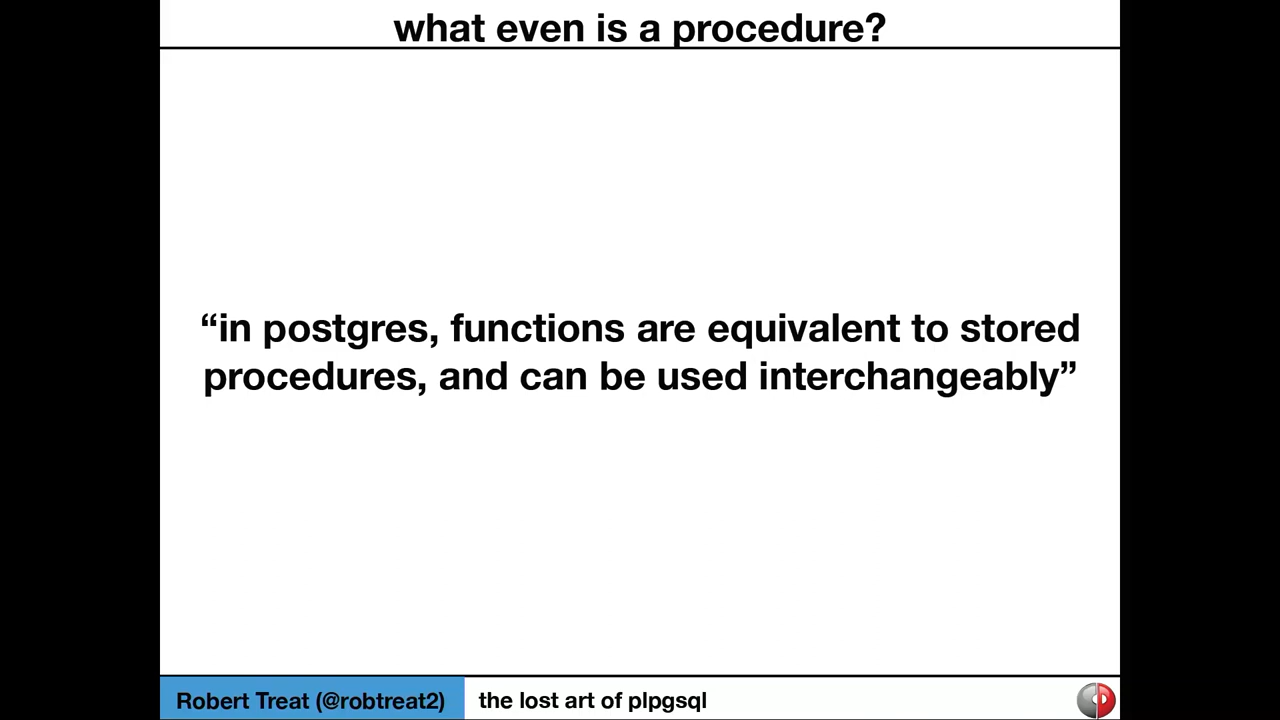 what even is a procedure?
“in postgres, functions are equivalent to stored
procedures, and can be used interchangeably”
Robert Treat (@robtreat2)
the lost art of plpgsql